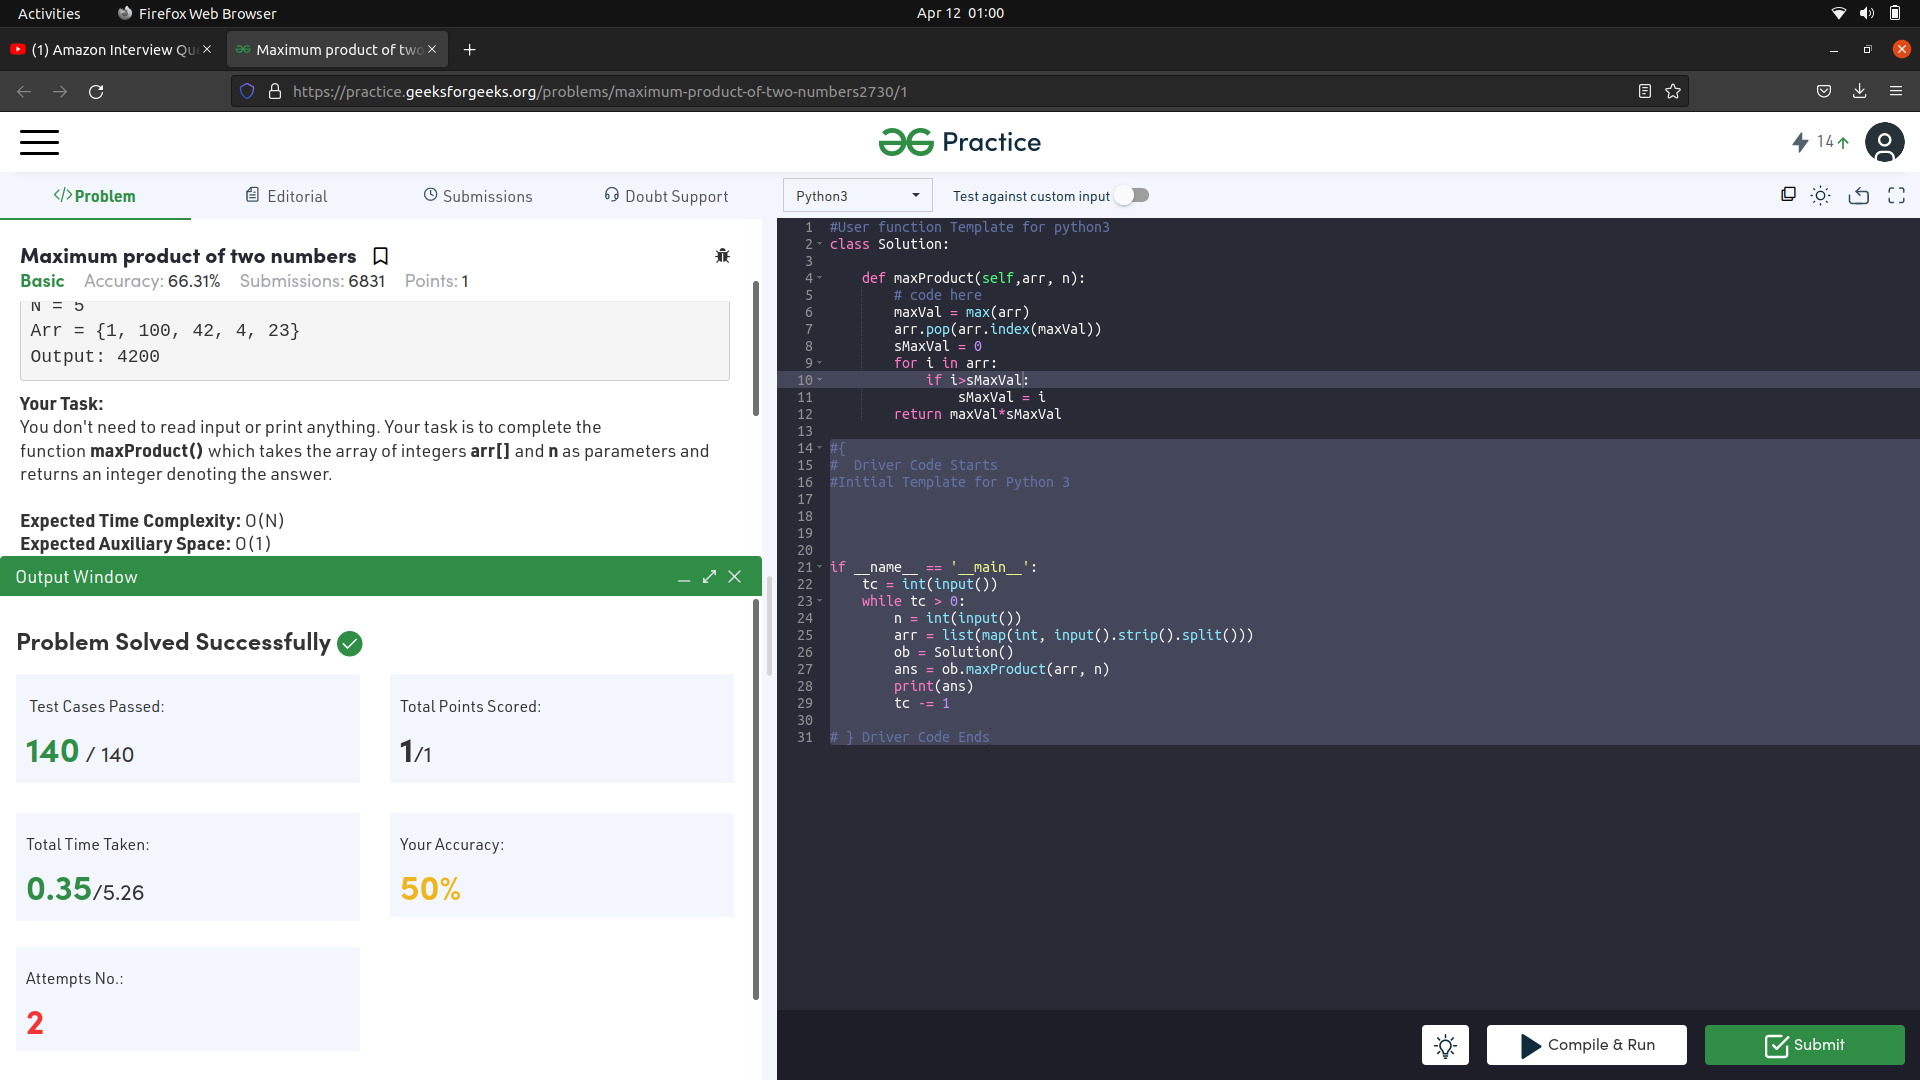 Activities
Firefox Web Browser
Apr 12 01:00
(1) Amazon Interview Qu
Maximum product of two
https://practice.geeksforgeeks.org/problems/maximum-product-of-two-numbers2730/1
Practice
14
</>Problem
Editorial
Submissions
Doubt Support
Python3
Test against custom input
Maximum product of two numbers
Basic Accuracy: 66.31% Submissions: 6831 Points: 1
N = 5
Arr = {1, 100, 42, 4, 23}
Output: 4200
Your Task:
You don't need to read input or print anything. Your task is to complete the
function maxProduct() which takes the array of integers arr[] and n as parameters and
returns an integer denoting the answer.
Expected Time Complexity: O(N)
Expected Auxiliary Space: O(1)
Output Window
Problem Solved Successfully
Test Cases Passed:
140 / 140
Total Points Scored:
1/1
Total Time Taken:
0.35/5.26
Your Accuracy:
50%
Attempts No.:
2
1 #User function Template for python3
2 class Solution:
3
4     def maxProduct(self,arr, n):
5         # code here
6         maxVal = max(arr)
7         arr.pop(arr.index(maxVal))
8         sMaxVal = 0
9         for i in arr:
10             if i>sMaxVal:
11                 sMaxVal = i
12         return maxVal*sMaxVal
13
14 #{
15 #  Driver Code Starts
16 #Initial Template for Python 3
17
18
19
20
21 if __name__ == '__main__':
22     tc = int(input())
23     while tc > 0:
24         n = int(input())
25         arr = list(map(int, input().strip().split()))
26         ob = Solution()
27         ans = ob.maxProduct(arr, n)
28         print(ans)
29         tc -= 1
30
31 # } Driver Code Ends
Compile & Run
Submit